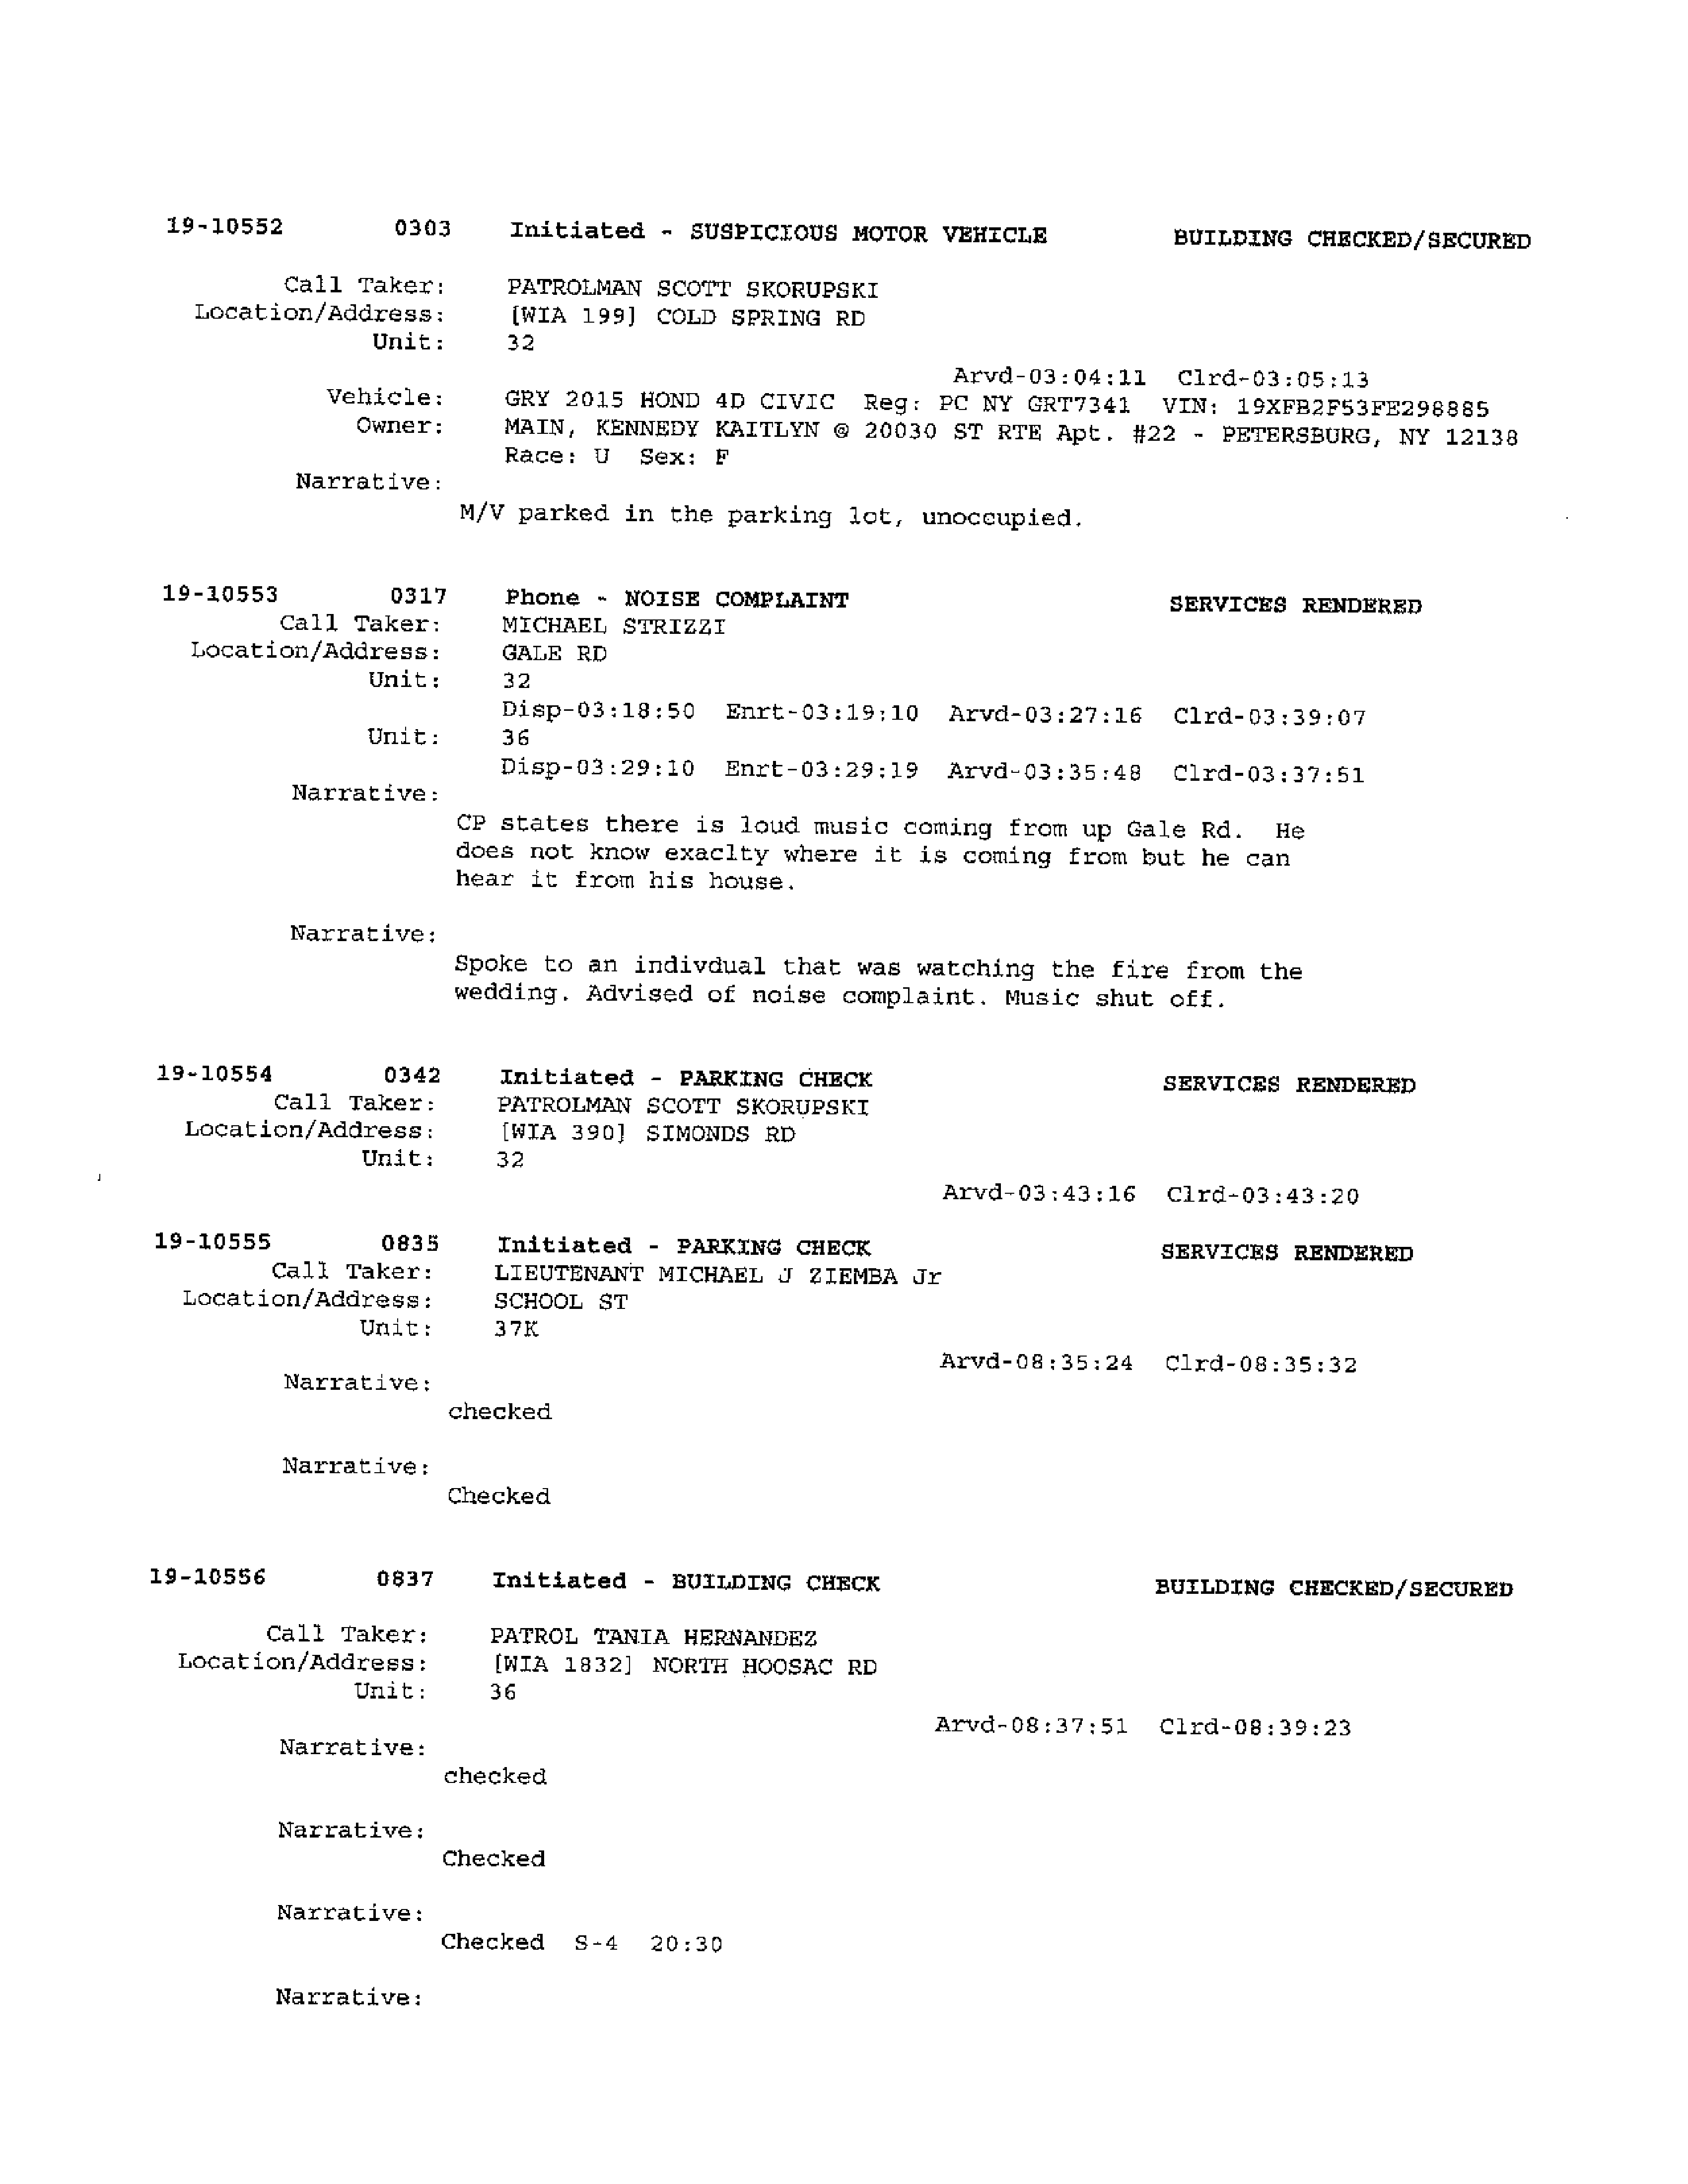 19-10552 0303 Initiated - SUSPICIOUS MOTOR VEHICLE BUILDING CHECKED/SECURED
Call Taker: PATROLMAN SCOTT SKORUPSKI
Location/Address: [WIA 199] COLD SPRING RD
Unit: 32
Arvd-03:04:11 Clrd-03:05:13
Vehicle: GRY 2015 HOND 4D CIVIC Reg: PC NY GRT7341 VIN: 19XFB2F53FE298885
Owner: MAIN, KENNEDY KAITLYN @ 20030 ST RTE Apt. #22 - PETERSBURG, NY 12138
Race: U Sex: F
Narrative:
M/V parked in the parking lot, unoccupied.
19-10553 0317 Phone - NOISE COMPLAINT SERVICES RENDERED
Call Taker: MICHAEL STRIZZI
Location/Address: GALE RD
Unit: 32
Disp-03:18:50 Enrt-03:19:10 Arvd-03:27:16 Clrd-03:39:07
Unit: 36
Disp-03:29:10 Enrt-03:29:19 Arvd-03:35:48 Clrd-03:37:51
Narrative:
CP states there is loud music coming from up Gale Rd. He
does not know exaclty where it is coming from but he can
hear it from his house.
Narrative:
Spoke to an indivdual that was watching the fire from the
wedding. Advised of noise complaint. Music shut off.
19-10554 0342 Initiated - PARKING CHECK SERVICES RENDERED
Call Taker: PATROLMAN SCOTT SKORUPSKI
Location/Address: [WIA 390] SIMONDS RD
Unit: 32
Arvd-03:43:16 Clrd-03:43:20
19-10555 0835 Initiated - PARKING CHECK SERVICES RENDERED
Call Taker: LIEUTENANT MICHAEL J ZIEMBA Jr
Location/Address: SCHOOL ST
Unit: 37K
Arvd-08:35:24 Clrd-08:35:32
Narrative:
checked
Narrative:
Checked
19-10556 0837 Initiated - BUILDING CHECK BUILDING CHECKED/SECURED
Call Taker: PATROL TANIA HERNANDEZ
Location/Address: [WIA 1832] NORTH HOOSAC RD
Unit: 36
Arvd-08:37:51 Clrd-08:39:23
Narrative:
checked
Narrative:
Checked
Narrative:
Checked S-4 20:30
Narrative: